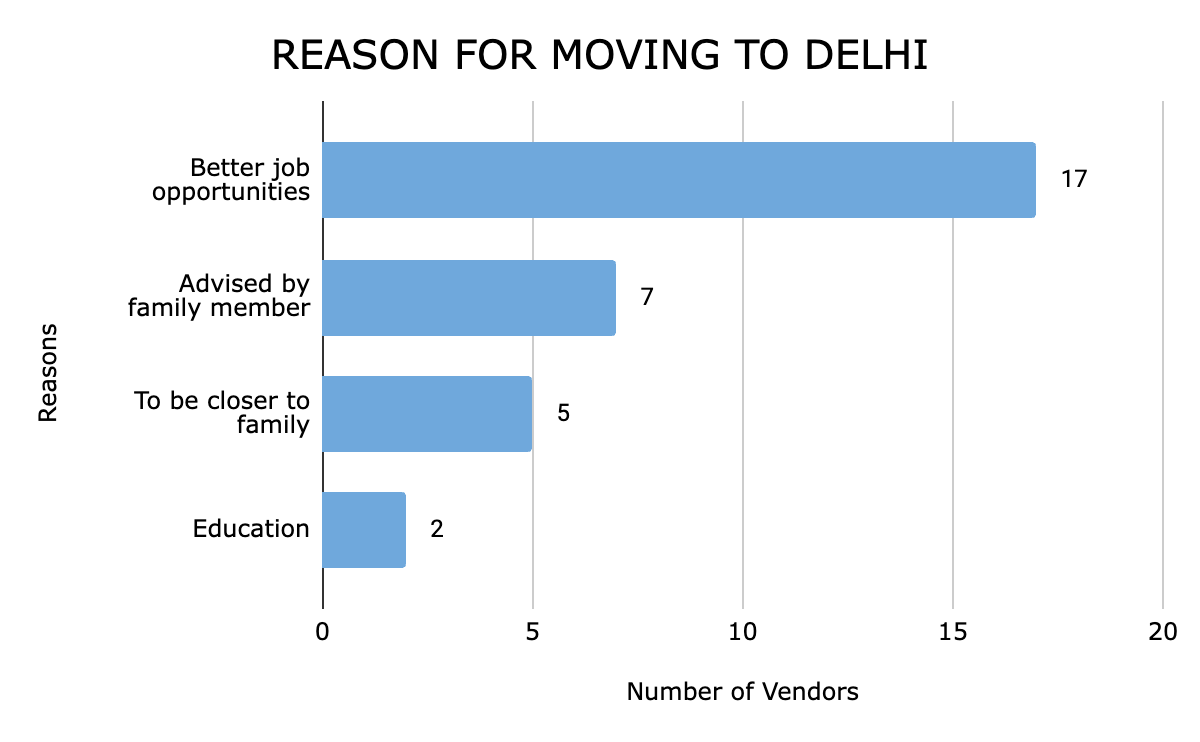 REASON FOR MOVING TO DELHI
Reasons
Better job
opportunities
17
Advised by
family member
7
To be closer to
family
5
Education
2
0 5 10 15 20
Number of Vendors